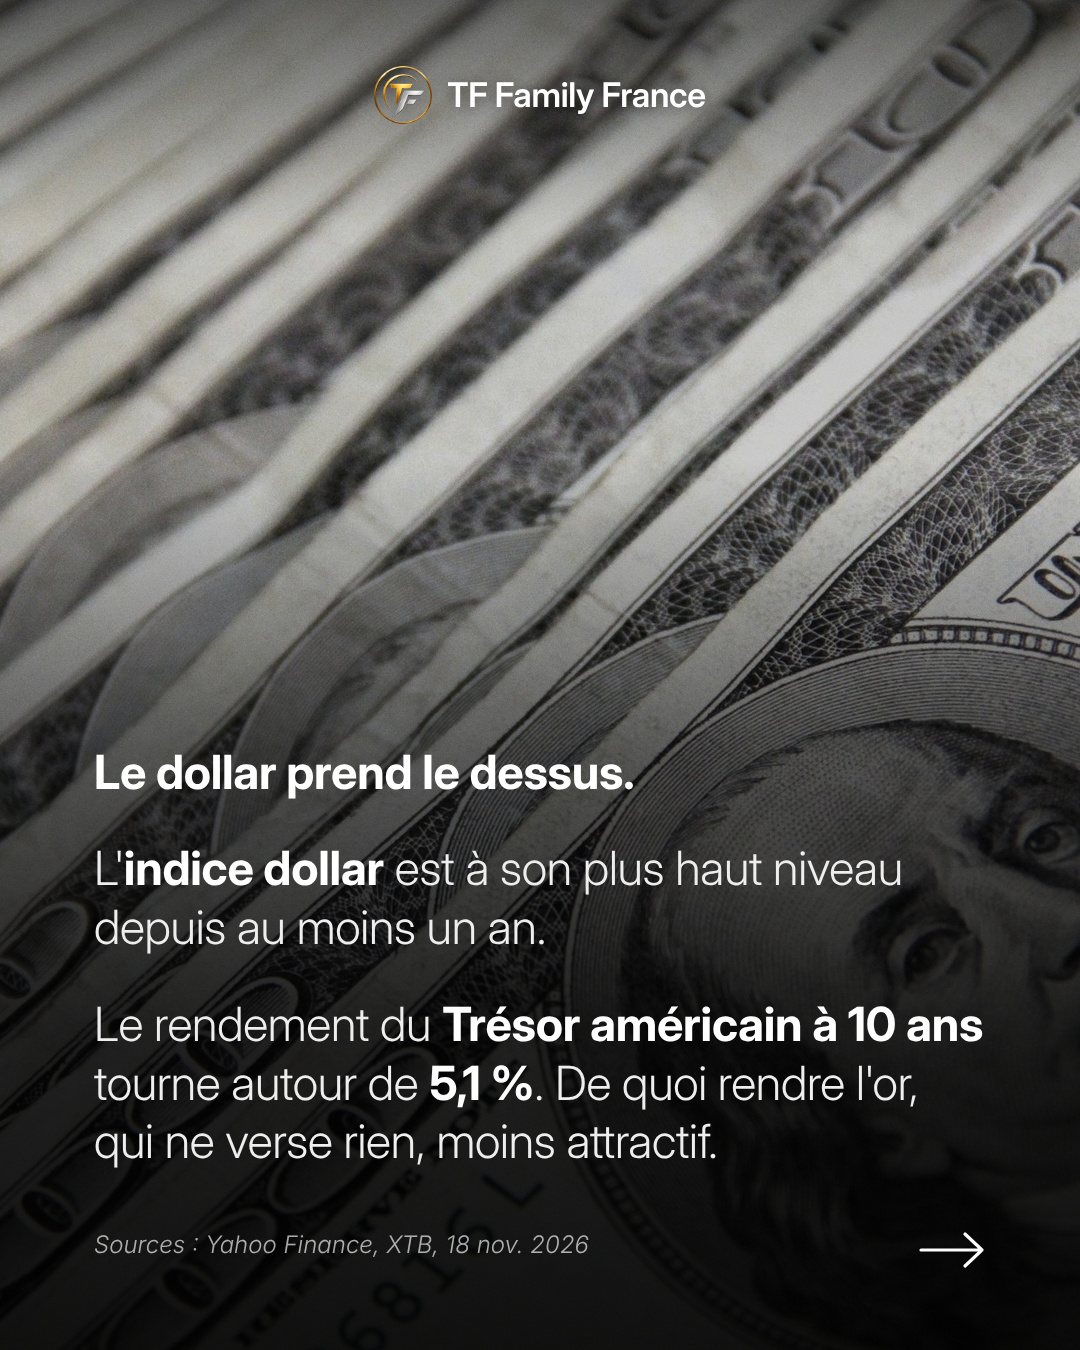 TF Family France
Le dollar prend le dessus.
L'indice dollar est à son plus haut niveau
depuis au moins un an.
Le rendement du Trésor américain à 10 ans
tourne autour de 5,1 %. De quoi rendre l'or,
qui ne verse rien, moins attractif.
Sources : Yahoo Finance, XTB, 18 nov. 2026
6816 L